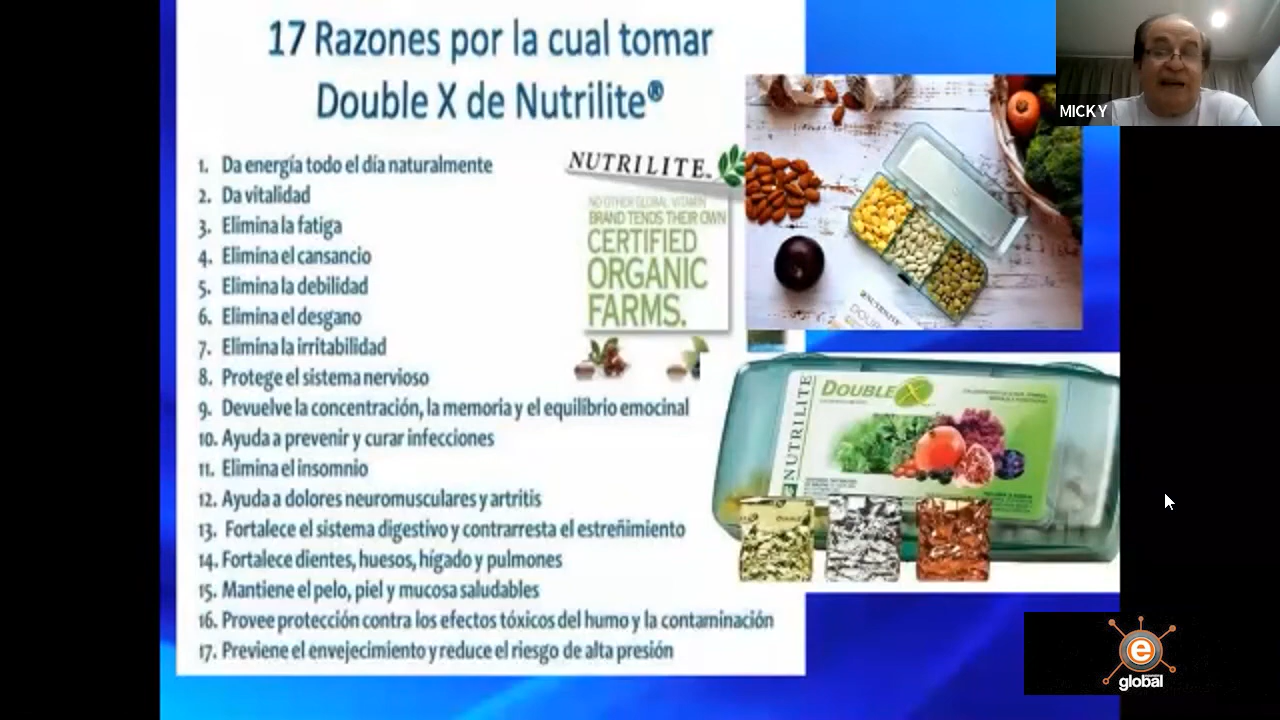 17 Razones por la cual tomar
Double X de Nutrilite®
1. Da energía todo el día naturalmente
2. Da vitalidad
3. Elimina la fatiga
4. Elimina el cansancio
5. Elimina la debilidad
6. Elimina el desgano
7. Elimina la irritabilidad
8. Protege el sistema nervioso
9. Devuelve la concentración, la memoria y el equilibrio emocinal
10. Ayuda a prevenir y curar infecciones
11. Elimina el insomnio
12. Ayuda a dolores neuromusculares y artritis
13. Fortalece el sistema digestivo y contrarresta el estreñimiento
14. Fortalece dientes, huesos, hígado y pulmones
15. Mantiene el pelo, piel y mucosa saludables
16. Provee protección contra los efectos tóxicos del humo y la contaminación
17. Previene el envejecimiento y reduce el riesgo de alta presión
NUTRILITE
NO OTHER GLOBAL VITAMIN
BRAND TENDS THEIR OWN
CERTIFIED
ORGANIC
FARMS.
MICKY
NUTRILITE
DOUB
NUTRILITE
DOUBLE X
e
global